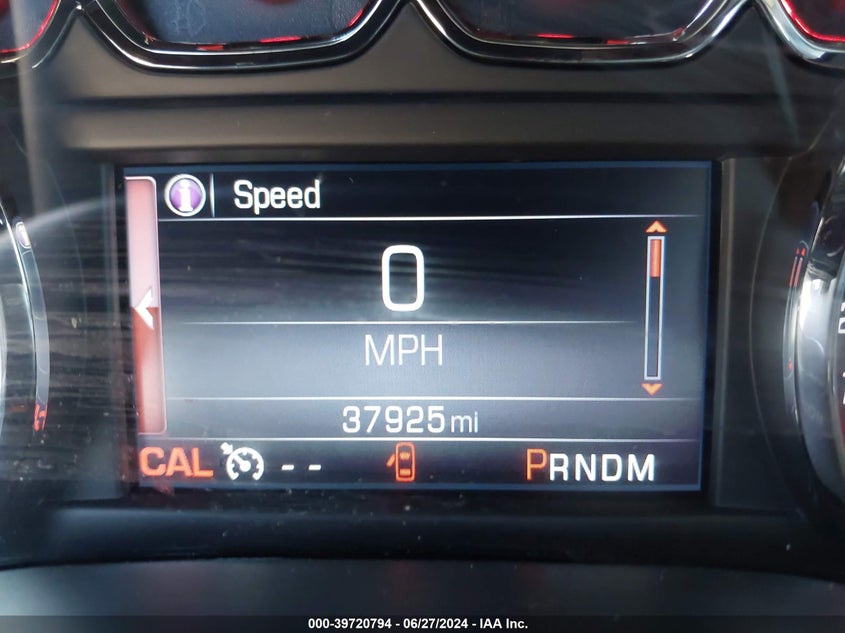 Speed
0
MPH
37925 mi
CAL -- PRNDM
000-39720794 - 06/27/2024 - IAA Inc.